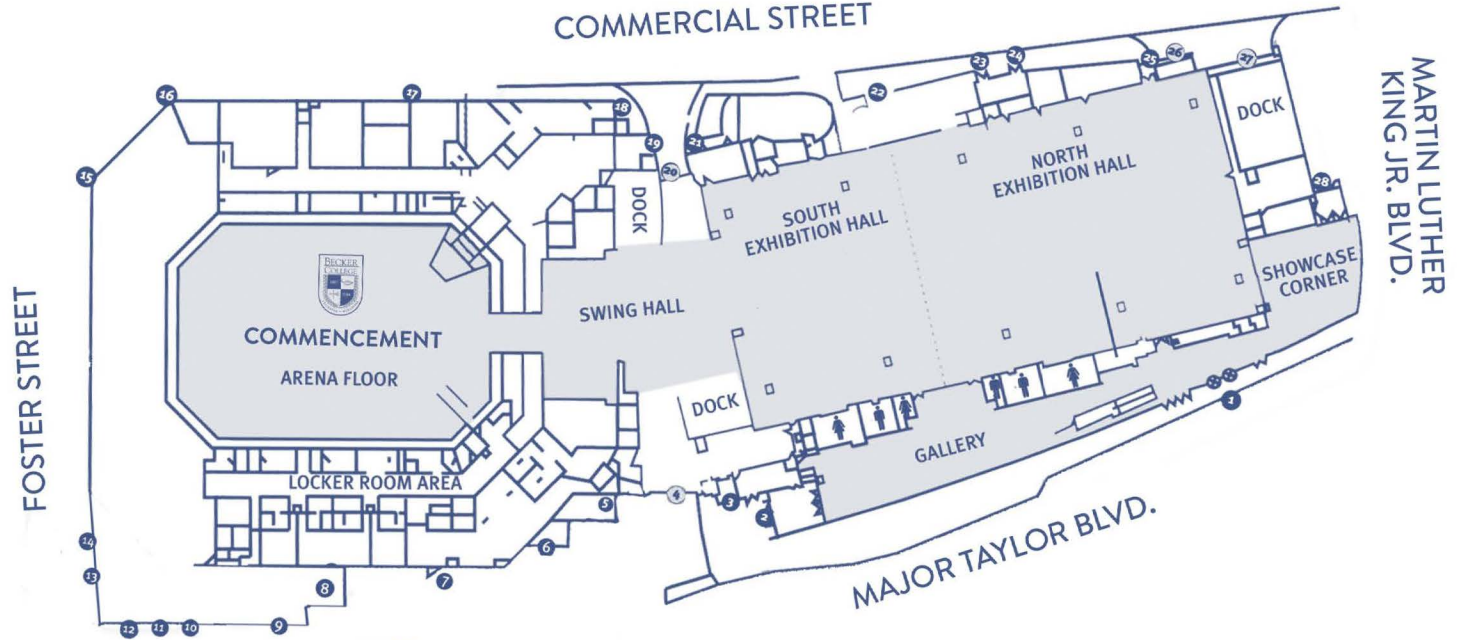 COMMERCIAL STREET
16
17
18
19
20
21
22
23
24
25
26
27
28
15
DOCK
DOCK
NORTH
EXHIBITION HALL
SOUTH
EXHIBITION HALL
MARTIN LUTHER
KING JR. BLVD.
SHOWCASE
CORNER
BECKER
COLLEGE
COMMENCEMENT
ARENA FLOOR
SWING HALL
FOSTER STREET
DOCK
GALLERY
LOCKER ROOM AREA
1
2
3
4
5
6
7
8
9
10
11
12
13
14
MAJOR TAYLOR BLVD.